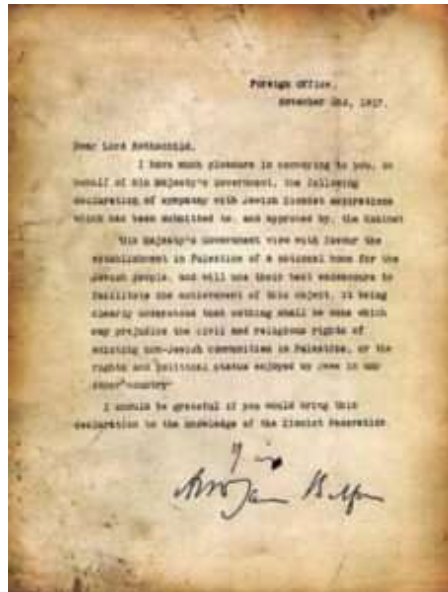 Foreign Office,
November 2nd, 1917.
Dear Lord Rothschild,
I have much pleasure in conveying to you, on
behalf of His Majesty's Government, the following
declaration of sympathy with Jewish Zionist aspirations
which has been submitted to, and approved by, the Cabinet
His Majesty's Government view with favour the
establishment in Palestine of a national home for the
Jewish people, and will use their best endeavours to
facilitate the achievement of this object, it being
clearly understood that nothing shall be done which
may prejudice the civil and religious rights of
existing non-Jewish communities in Palestine, or the
rights and political status enjoyed by Jews in any
other country
I should be grateful if you would bring this
declaration to the knowledge of the Zionist Federation